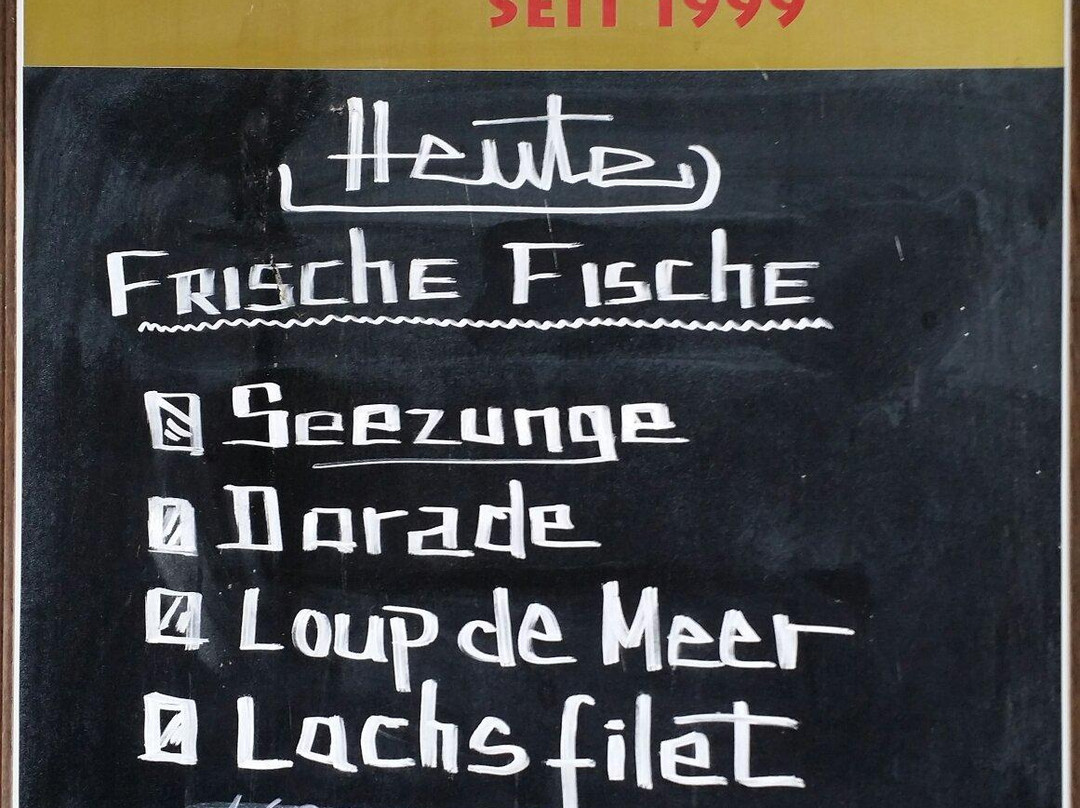 SEIT 1999
Heute
FRISCHE FISCHE
Seezunge
Dorade
Loup de Meer
Lachsfilet